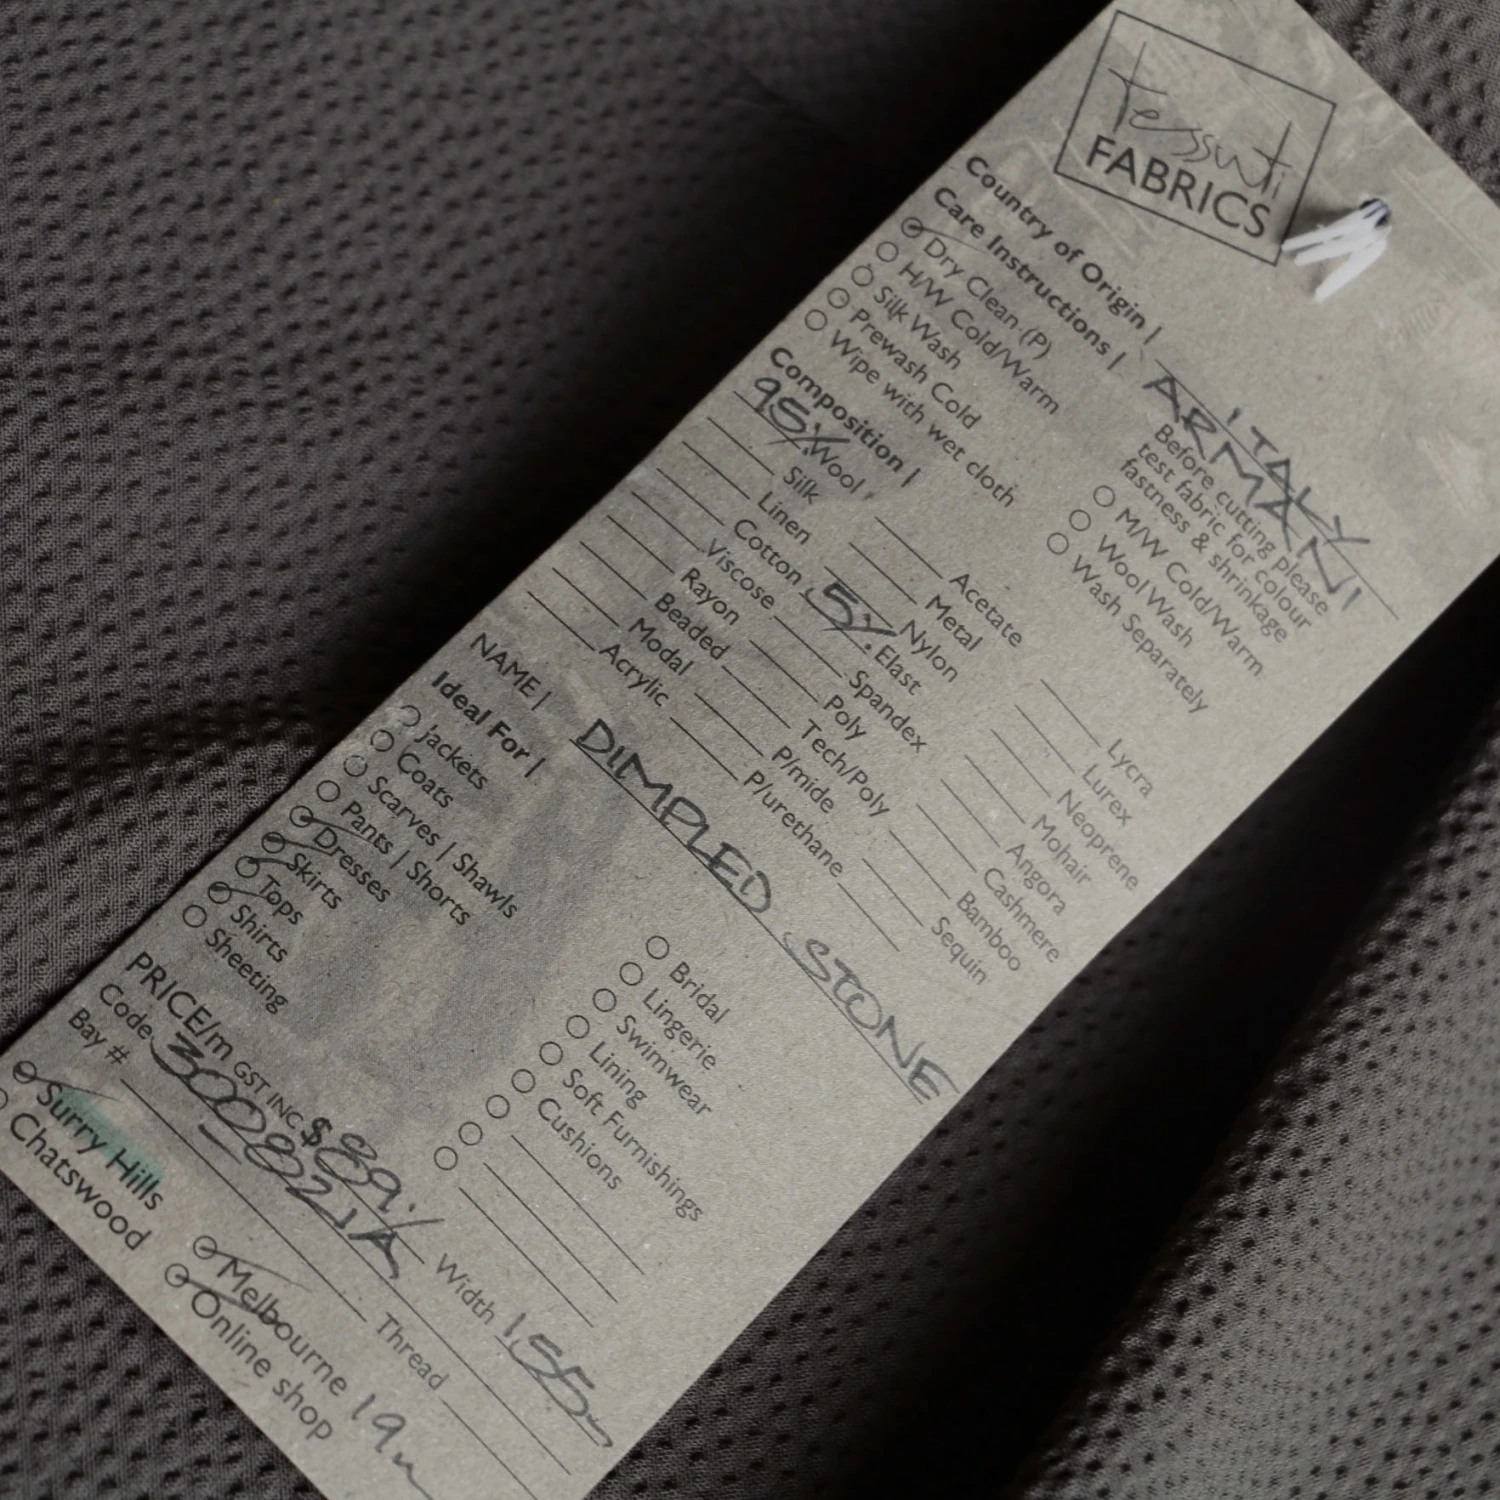 tessuti
FABRICS
Country of Origin | ITALY
Care Instructions | ARMANI
Dry Clean (P)
H/W Cold/Warm
Silk Wash
Prewash Cold
Wipe with wet cloth
Before cutting please
test fabric for colour
fastness & shrinkage
M/W Cold/Warm
Wool Wash
Wash Separately
Composition |
95% Wool
Silk
Linen
Cotton
Viscose
Rayon
Beaded
Modal
Acrylic
Acetate
Metal
Nylon
5% Elast
Spandex
Poly
Tech/Poly
P/mide
P/urethane
Lycra
Lurex
Neoprene
Mohair
Angora
Cashmere
Bamboo
Sequin
NAME | DIMPLED STONE
Ideal For |
Jackets
Coats
Scarves | Shawls
Pants | Shorts
Dresses
Skirts
Tops
Shirts
Sheeting
Bridal
Lingerie
Swimwear
Lining
Soft Furnishings
Cushions
PRICE/m GST INC $89. Width 155
Code 300821A Thread
Bay #
Surry Hills
Chatswood
Melbourne 19m
Online shop